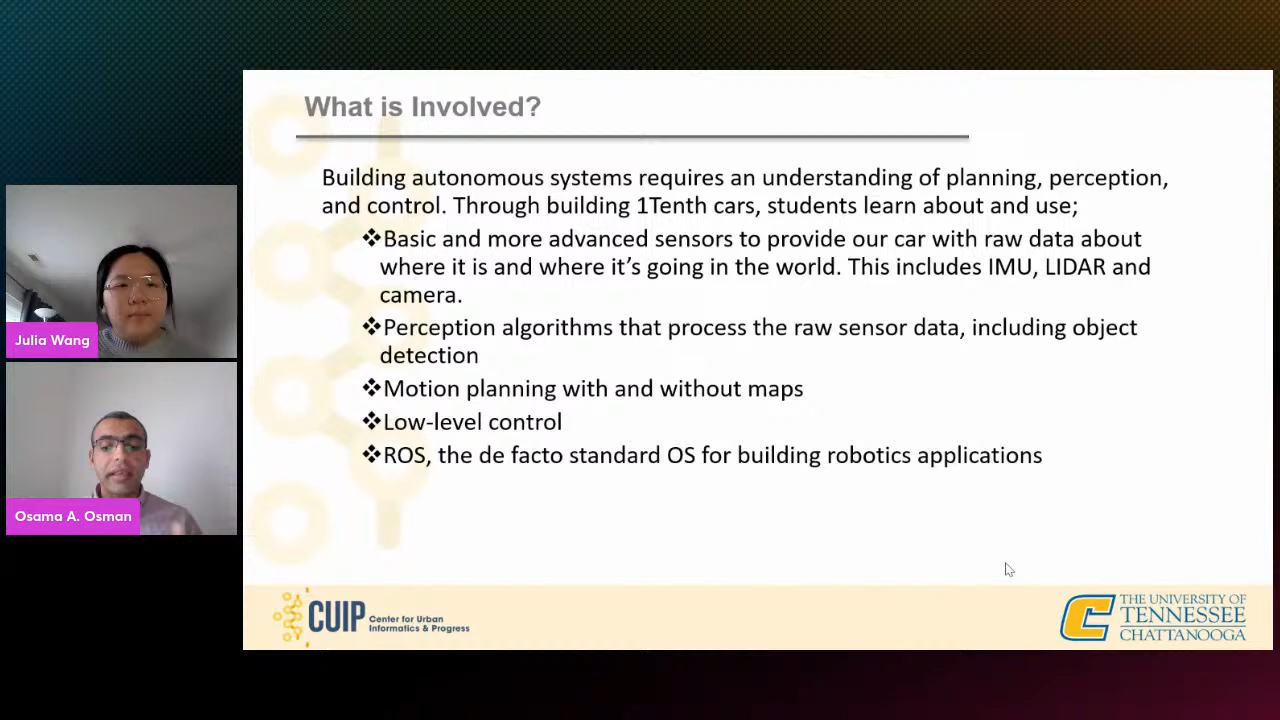 What is Involved?
Building autonomous systems requires an understanding of planning, perception,
and control. Through building 1Tenth cars, students learn about and use;
❖Basic and more advanced sensors to provide our car with raw data about
where it is and where it’s going in the world. This includes IMU, LIDAR and
camera.
❖Perception algorithms that process the raw sensor data, including object
detection
❖Motion planning with and without maps
❖Low-level control
❖ROS, the de facto standard OS for building robotics applications
Julia Wang
Osama A. Osman
CUIP
Center for Urban
Informatics & Progress
C
THE UNIVERSITY OF
TENNESSEE
CHATTANOOGA